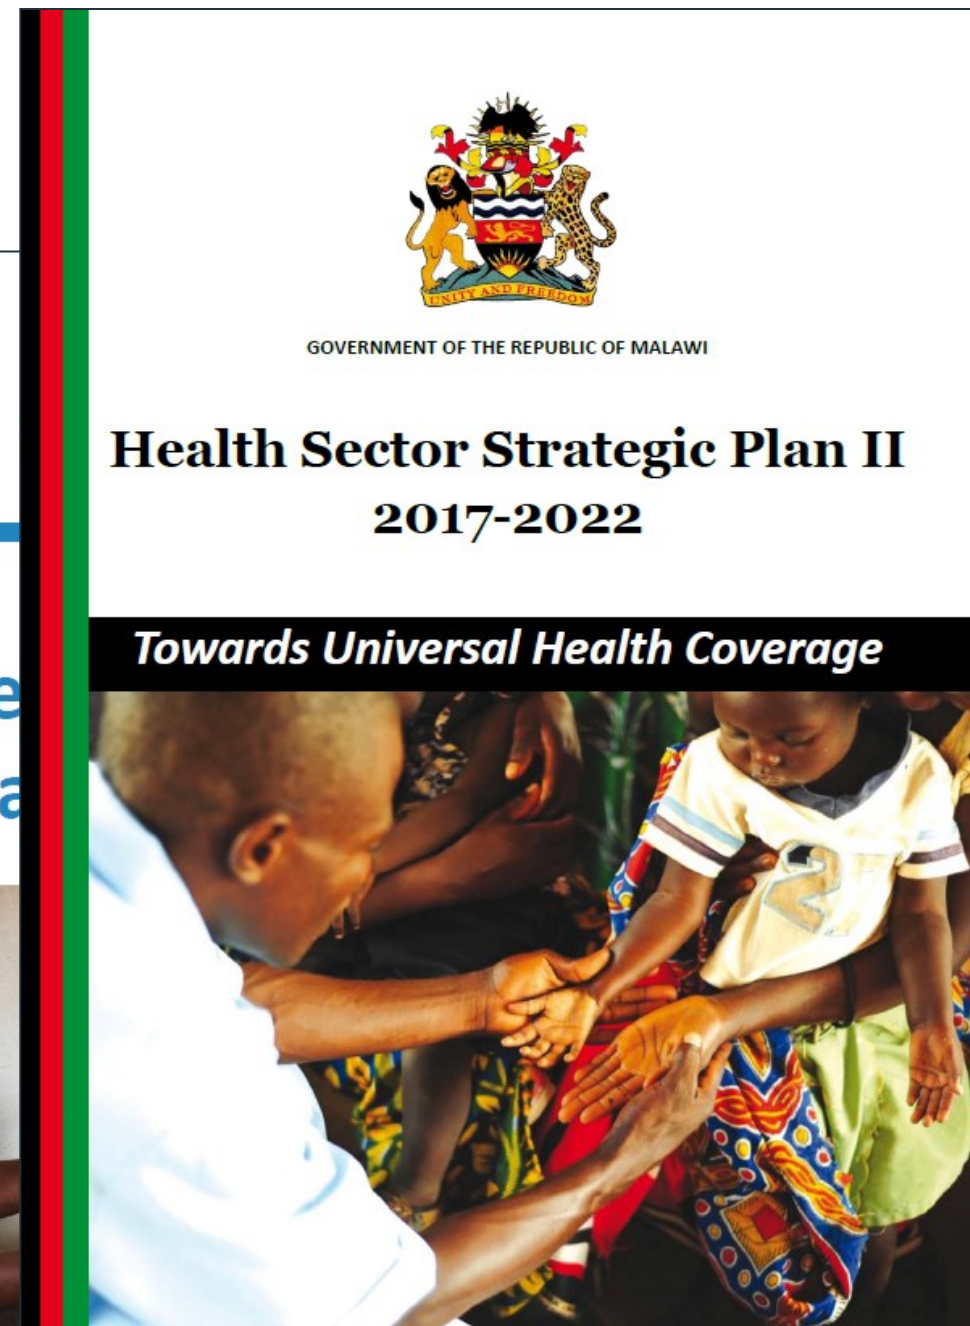 UNITY AND FREEDOM
GOVERNMENT OF THE REPUBLIC OF MALAWI
Health Sector Strategic Plan II
2017-2022
Towards Universal Health Coverage
e
a
2